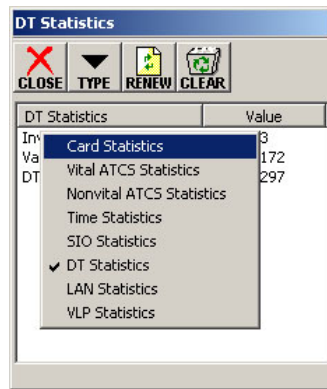 DT Statistics
CLOSE TYPE RENEW CLEAR
DT Statistics Value
Card Statistics
172
Vital ATCS Statistics
DT 297
Nonvital ATCS Statistics
Time Statistics
SIO Statistics
DT Statistics
LAN Statistics
VLP Statistics